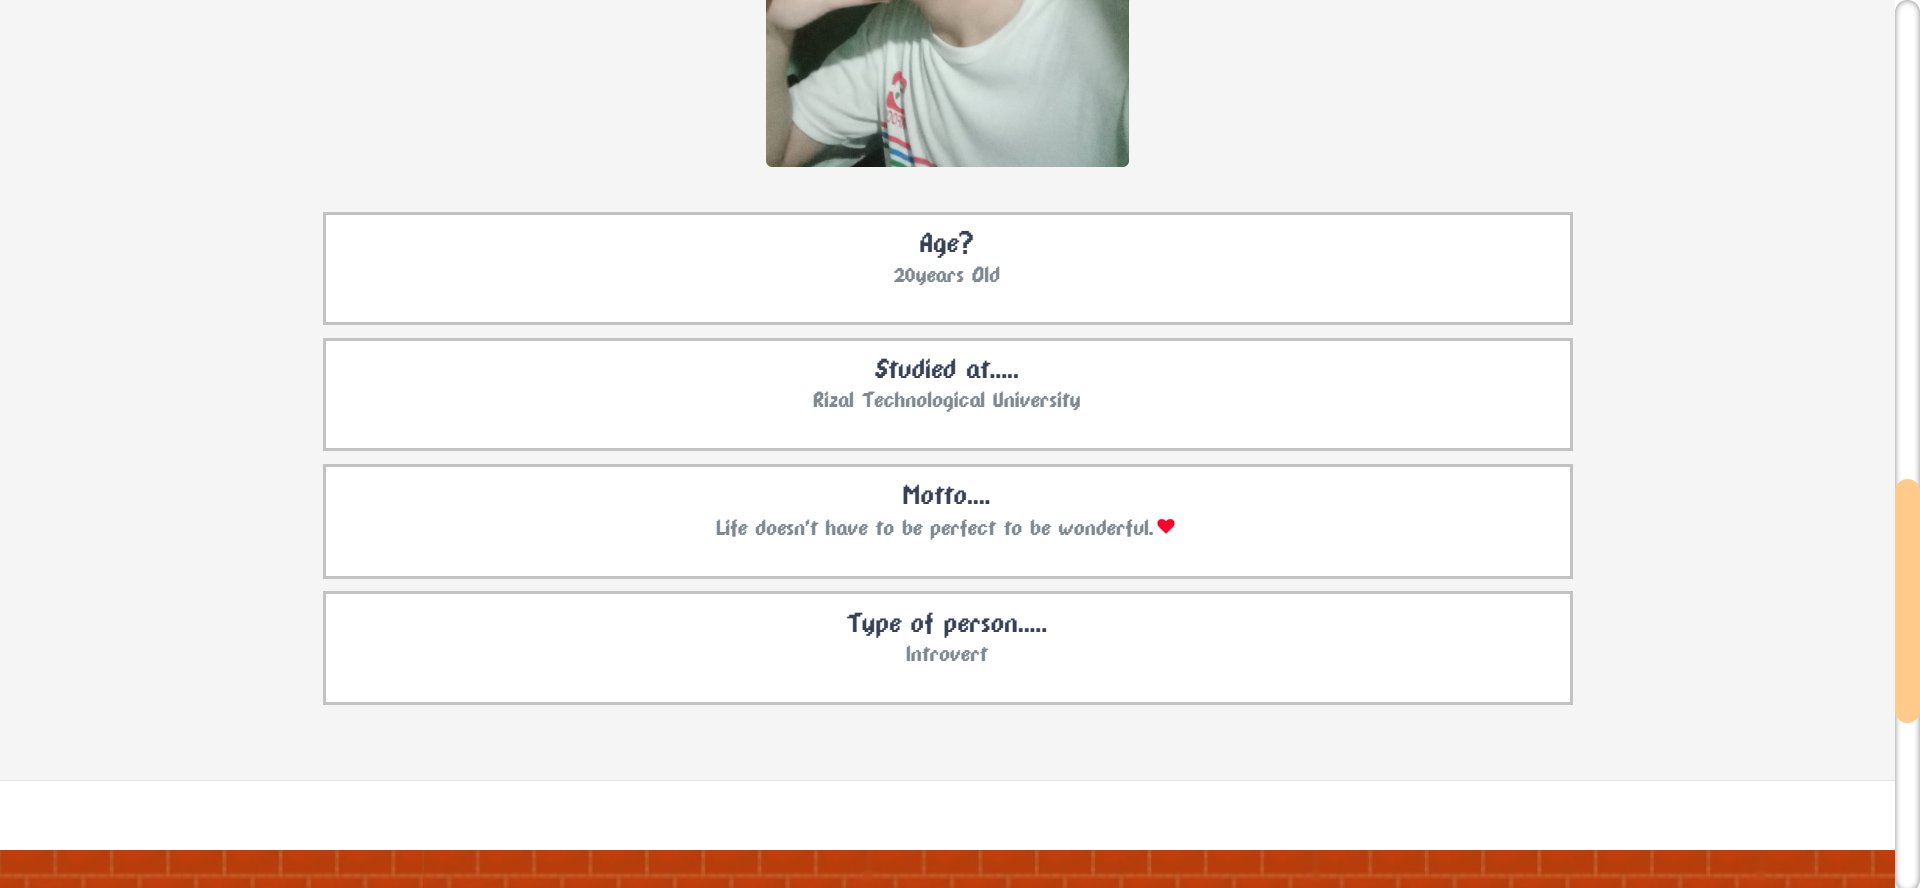 Age?
20years Old
Studied at.....
Rizal Technological University
Motto....
Life doesn't have to be perfect to be wonderful.❤
Type of person.....
Introvert